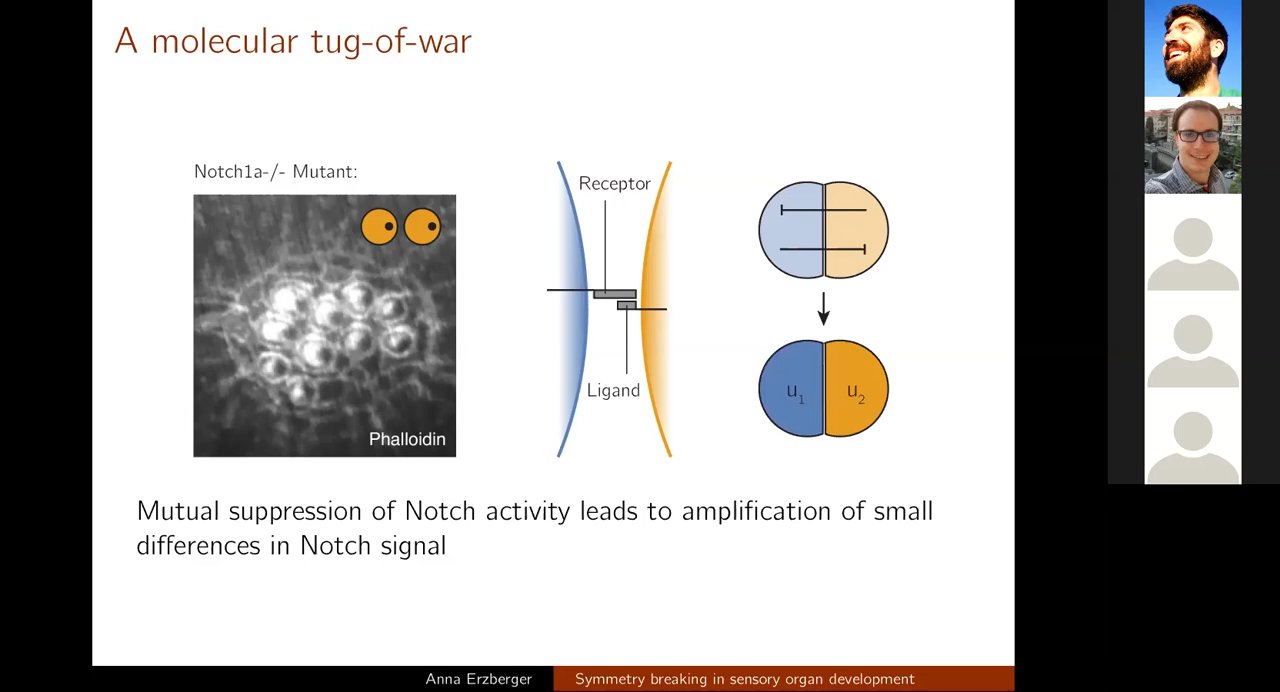 A molecular tug-of-war
Notch1a-/- Mutant:
Phalloidin
Receptor
Ligand
u1
u2
Mutual suppression of Notch activity leads to amplification of small
differences in Notch signal
Anna Erzberger
Symmetry breaking in sensory organ development